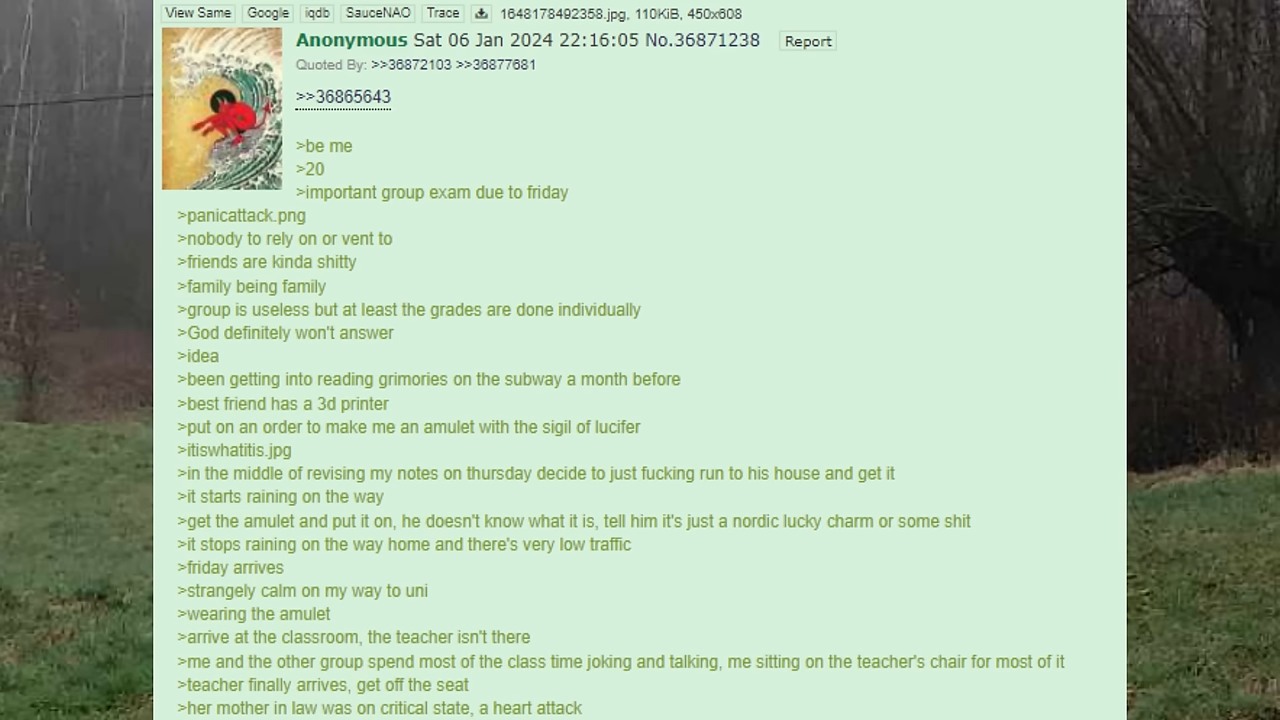 View Same Google iqdb SauceNAO Trace 1648178492358.jpg, 110KiB, 450x608
Anonymous Sat 06 Jan 2024 22:16:05 No.36871238 Report
Quoted By: >>36872103 >>36877681
>>36865643
>be me
>20
>important group exam due to friday
>panicattack.png
>nobody to rely on or vent to
>friends are kinda shitty
>family being family
>group is useless but at least the grades are done individually
>God definitely won't answer
>idea
>been getting into reading grimories on the subway a month before
>best friend has a 3d printer
>put on an order to make me an amulet with the sigil of lucifer
>itiswhatitis.jpg
>in the middle of revising my notes on thursday decide to just fucking run to his house and get it
>it starts raining on the way
>get the amulet and put it on, he doesn't know what it is, tell him it's just a nordic lucky charm or some shit
>it stops raining on the way home and there's very low traffic
>friday arrives
>strangely calm on my way to uni
>wearing the amulet
>arrive at the classroom, the teacher isn't there
>me and the other group spend most of the class time joking and talking, me sitting on the teacher's chair for most of it
>teacher finally arrives, get off the seat
>her mother in law was on critical state, a heart attack